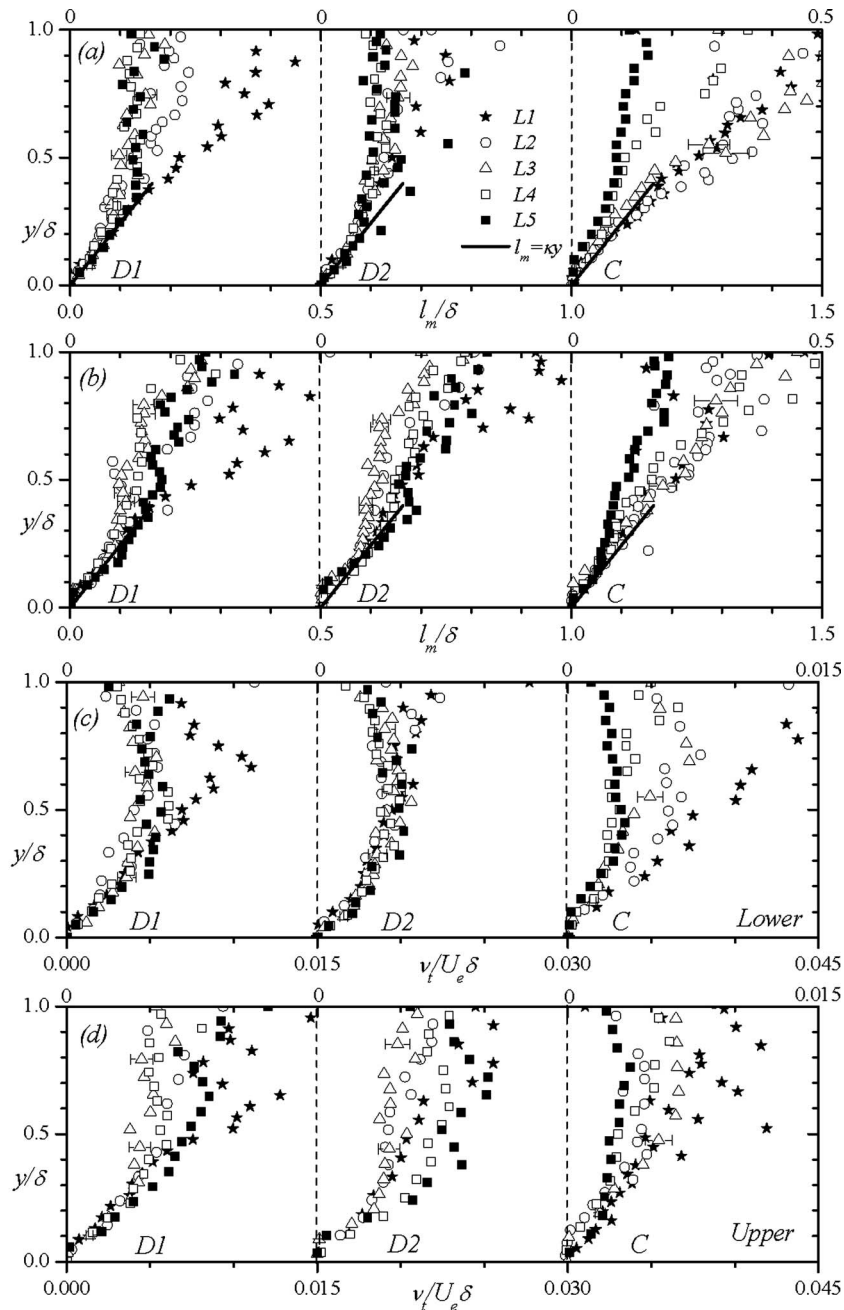 0 0 0 0.5
1.0
(a)
★ L1
○ L2
△ L3
□ L4
■ L5
l_m=κy
0.5
y/δ
D1 D2 C
0.0
0.0 0.5 1.0 1.5
l_m/δ
0 0 0 0.5
1.0
(b)
0.5
y/δ
D1 D2 C
0.0
0.0 0.5 1.0 1.5
l_m/δ
0 0 0 0.015
1.0
(c)
0.5
y/δ
D1 D2 C Lower
0.0
0.000 0.015 0.030 0.045
ν_t/U_eδ
0 0 0 0.015
1.0
(d)
0.5
y/δ
D1 D2 C Upper
0.0
0.000 0.015 0.030 0.045
ν_t/U_eδ